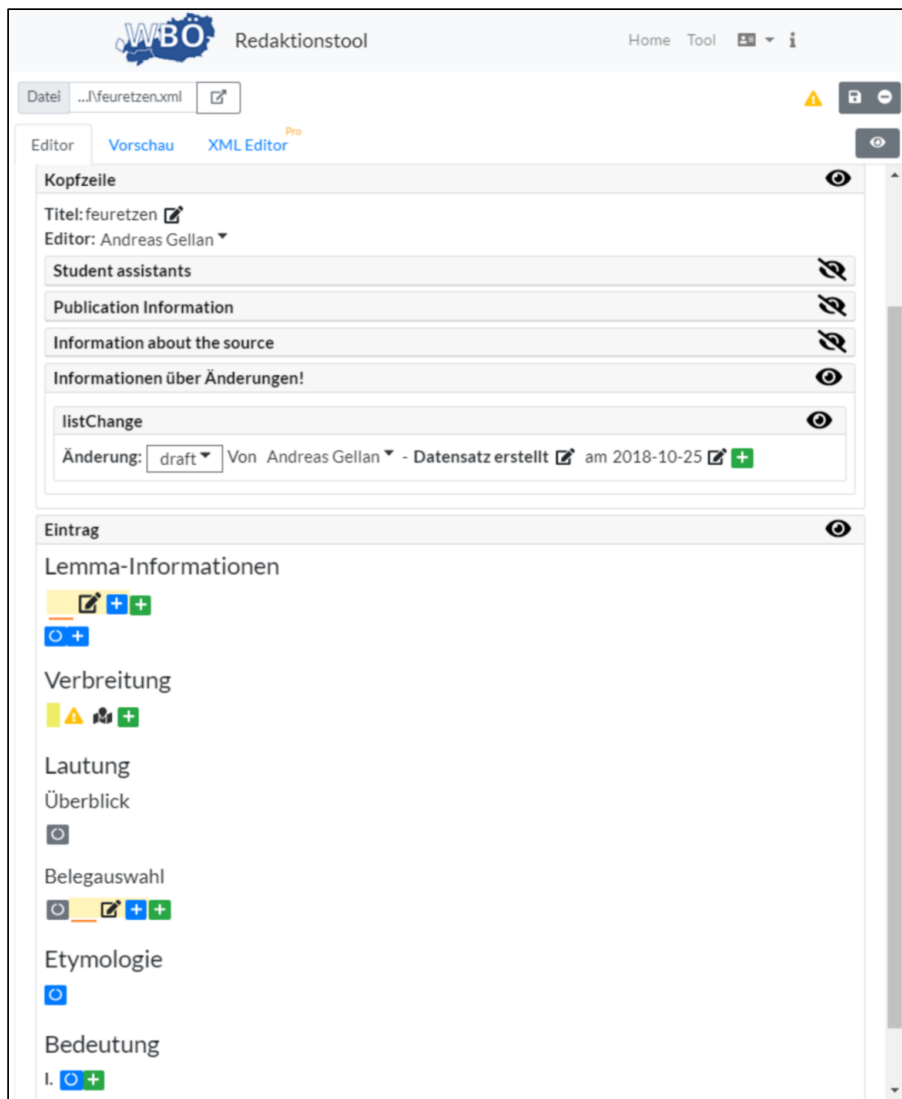 WBÖ Redaktionstool Home Tool i
Datei ...l\feuretzen.xml
Editor Vorschau XML Editor Pro
Kopfzeile
Titel: feuretzen
Editor: Andreas Gellan
Student assistants
Publication Information
Information about the source
Informationen über Änderungen!
listChange
Änderung: draft Von Andreas Gellan - Datensatz erstellt am 2018-10-25
Eintrag
Lemma-Informationen
Verbreitung
Lautung
Überblick
Belegauswahl
Etymologie
Bedeutung
I.